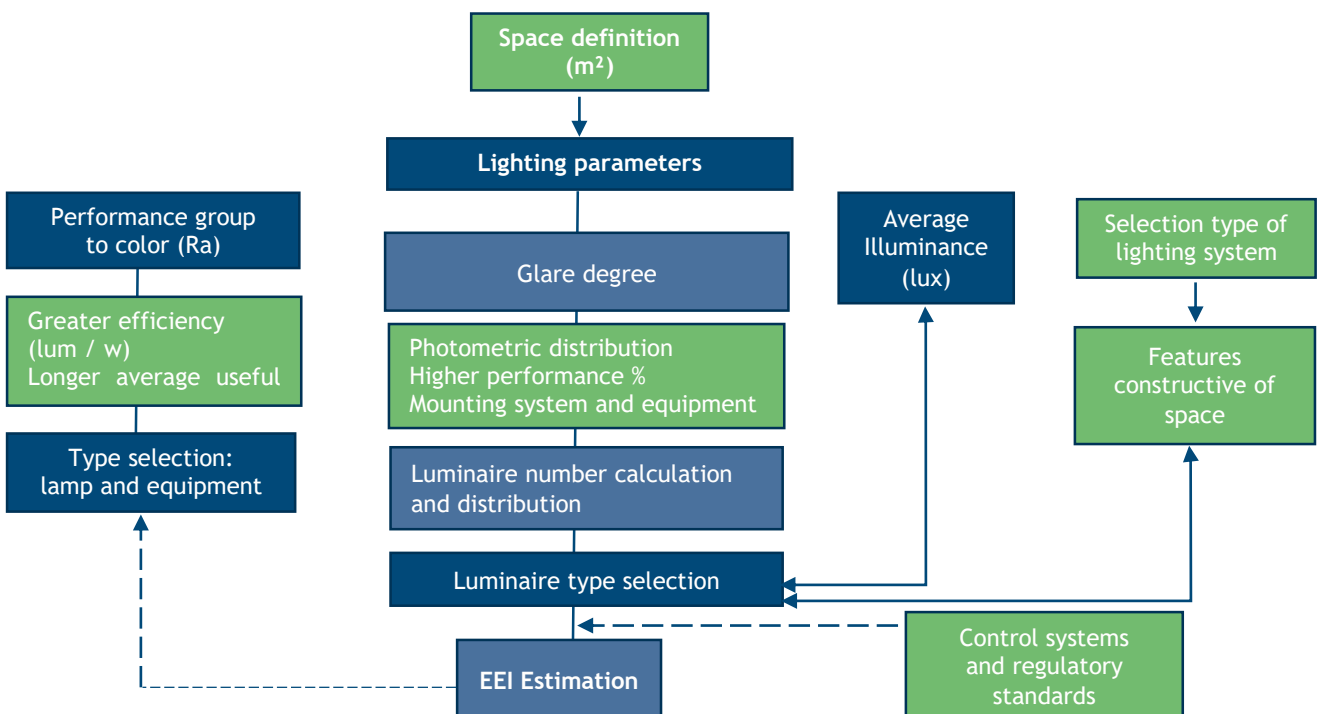 Space definition
(m²)
Lighting parameters
Performance group
to color (Ra)
Average
Illuminance
(lux)
Selection type of
lighting system
Glare degree
Greater efficiency
(lum / w)
Longer average useful
Photometric distribution
Higher performance %
Mounting system and equipment
Features
constructive of
space
Type selection:
lamp and equipment
Luminaire number calculation
and distribution
Luminaire type selection
Control systems
and regulatory
standards
EEI Estimation